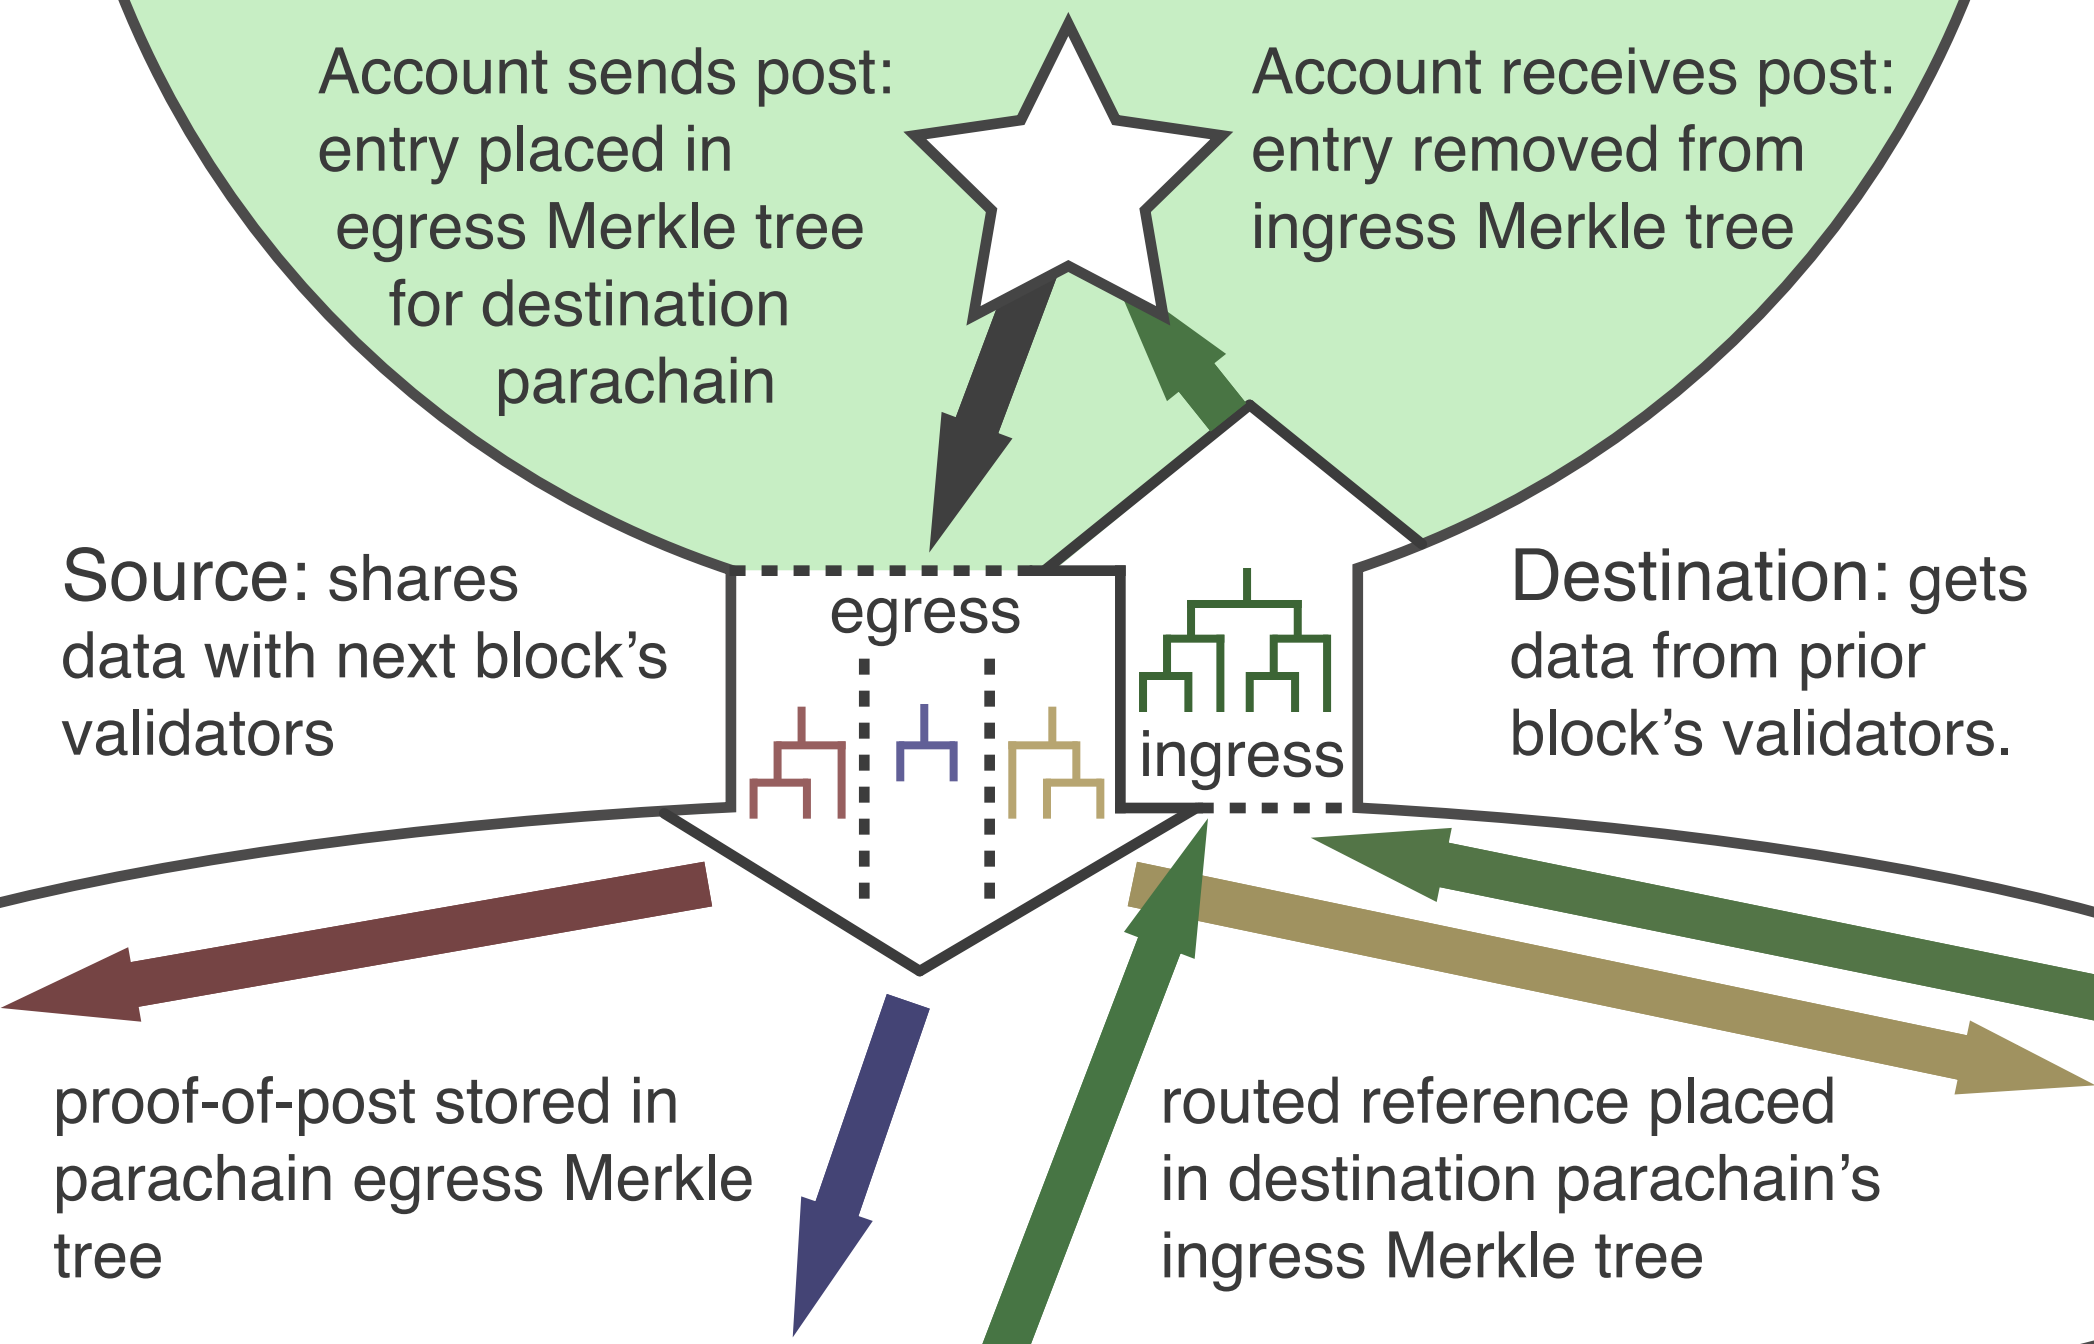 Account sends post:
entry placed in
egress Merkle tree
for destination
parachain
Account receives post:
entry removed from
ingress Merkle tree
Source: shares
data with next block’s
validators
egress
ingress
Destination: gets
data from prior
block’s validators.
proof-of-post stored in
parachain egress Merkle
tree
routed reference placed
in destination parachain’s
ingress Merkle tree